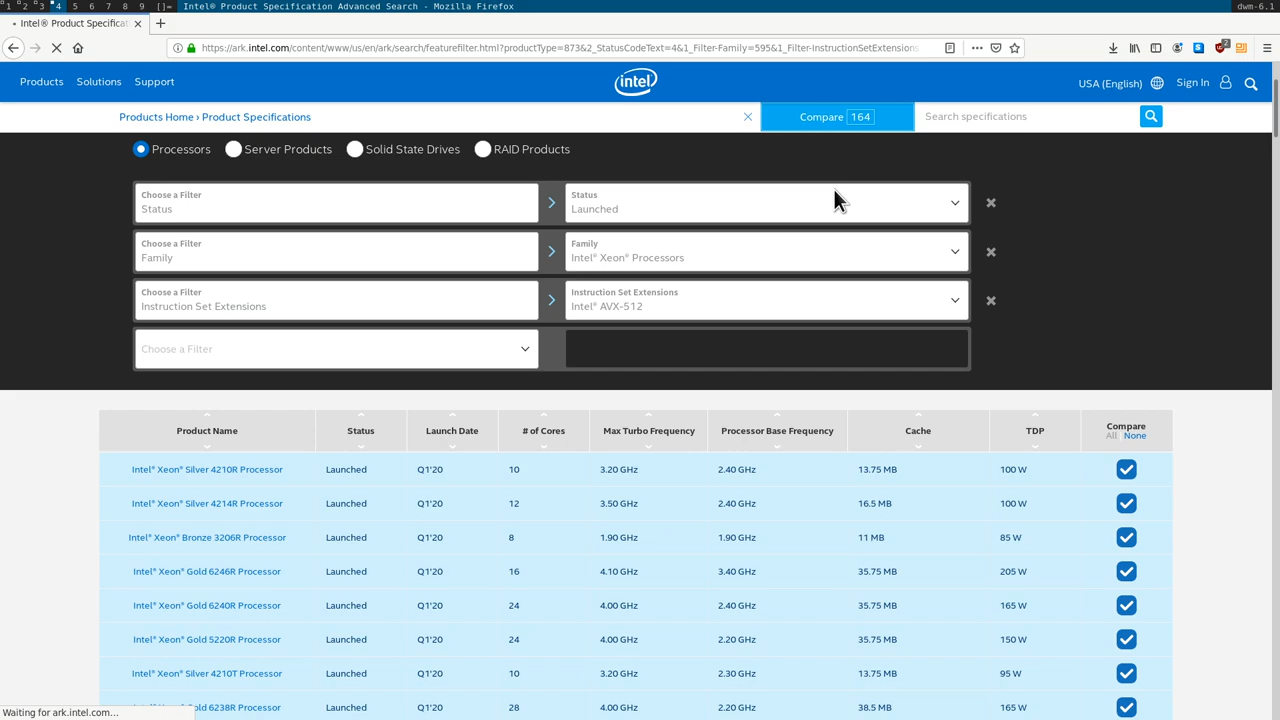 1 2 3 4 5 6 7 8 9 []= Intel® Product Specification Advanced Search - Mozilla Firefox dwm-6.1
Intel® Product Specificat
https://ark.intel.com/content/www/us/en/ark/search/featurefilter.html?productType=873&2_StatusCodeText=4&1_Filter-Family=595&1_Filter-InstructionSetExtensions 2
Products Solutions Support intel USA (English) Sign In
Products Home › Product Specifications Compare 164 Search specifications
Processors Server Products Solid State Drives RAID Products
Choose a Filter Status
Status Launched
Choose a Filter Family
Family Intel® Xeon® Processors
Choose a Filter Instruction Set Extensions
Instruction Set Extensions Intel® AVX-512
Choose a Filter
Product Name Status Launch Date # of Cores Max Turbo Frequency Processor Base Frequency Cache TDP Compare
All None
Intel® Xeon® Silver 4210R Processor Launched Q1'20 10 3.20 GHz 2.40 GHz 13.75 MB 100 W
Intel® Xeon® Silver 4214R Processor Launched Q1'20 12 3.50 GHz 2.40 GHz 16.5 MB 100 W
Intel® Xeon® Bronze 3206R Processor Launched Q1'20 8 1.90 GHz 1.90 GHz 11 MB 85 W
Intel® Xeon® Gold 6246R Processor Launched Q1'20 16 4.10 GHz 3.40 GHz 35.75 MB 205 W
Intel® Xeon® Gold 6240R Processor Launched Q1'20 24 4.00 GHz 2.40 GHz 35.75 MB 165 W
Intel® Xeon® Gold 5220R Processor Launched Q1'20 24 4.00 GHz 2.20 GHz 35.75 MB 150 W
Intel® Xeon® Silver 4210T Processor Launched Q1'20 10 3.20 GHz 2.30 GHz 13.75 MB 95 W
Gold 6238R Processor Launched Q1'20 28 4.00 GHz 2.20 GHz 38.5 MB 165 W
Waiting for ark.intel.com...